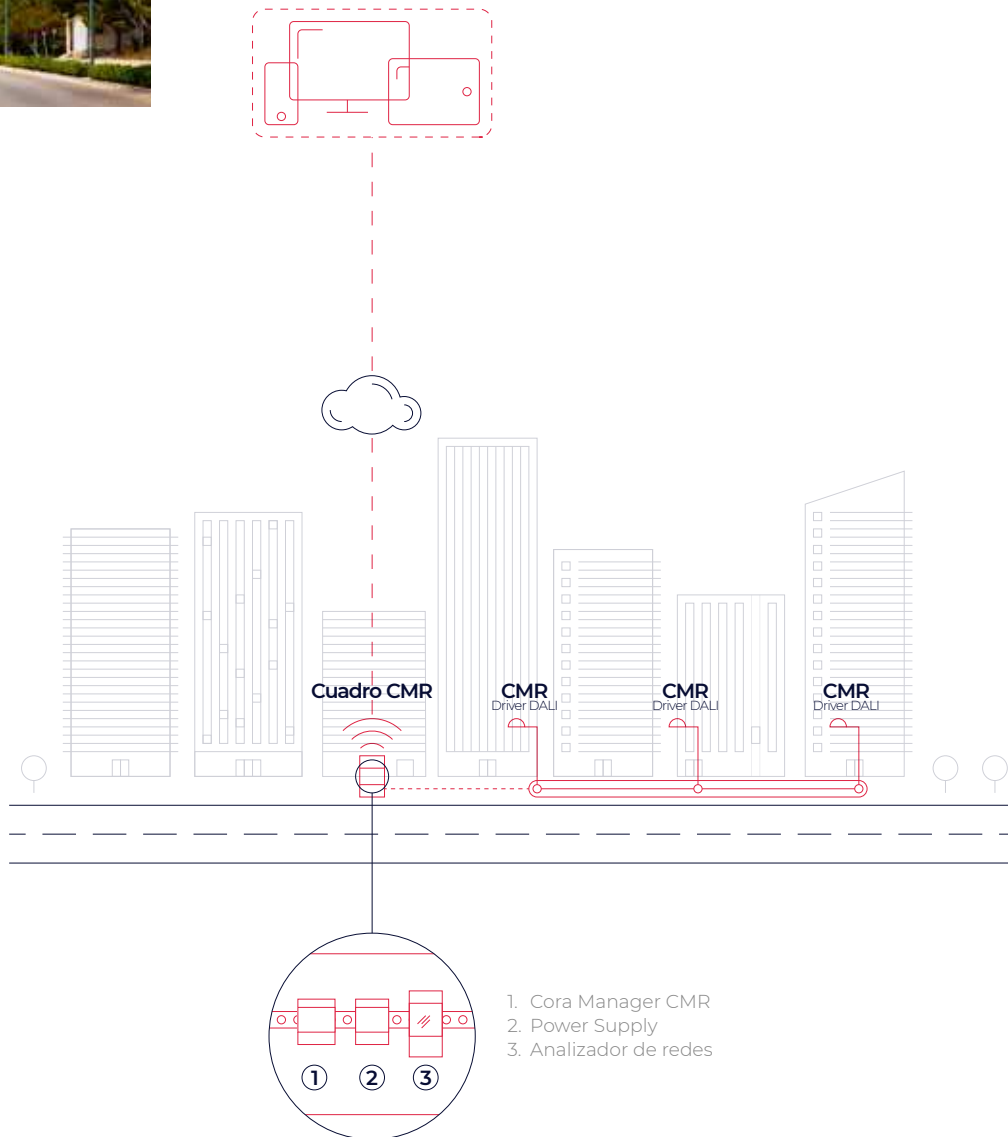 Cuadro CMR
CMR
Driver DALI
CMR
Driver DALI
CMR
Driver DALI
1
2
3
1. Cora Manager CMR
2. Power Supply
3. Analizador de redes